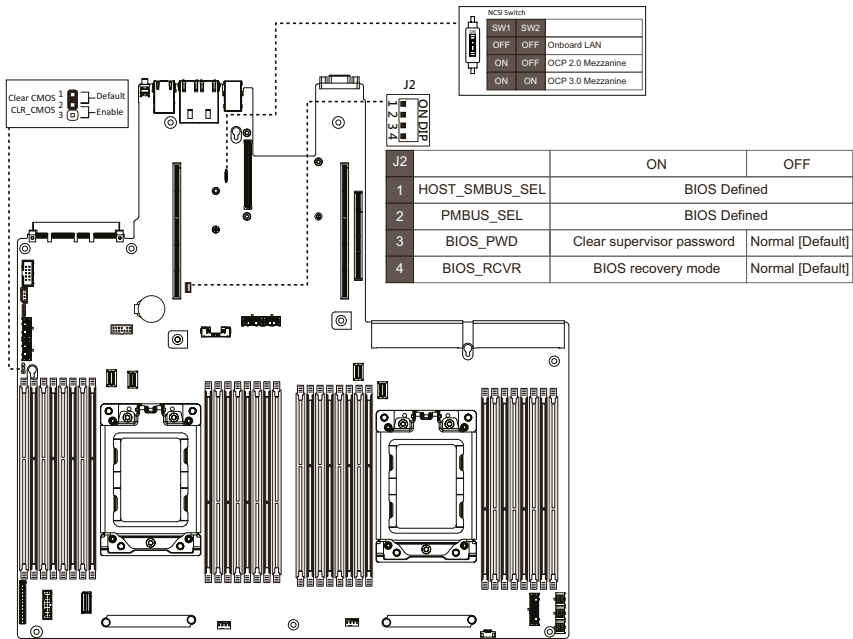 NCSI Switch
SW1 SW2
OFF OFF Onboard LAN
ON OFF OCP 2.0 Mezzanine
ON ON OCP 3.0 Mezzanine
Clear CMOS 1 Default
CLR_CMOS 2
3 Enable
J2
ON DIP
1 2 3 4
J2 ON OFF
1 HOST_SMBUS_SEL BIOS Defined
2 PMBUS_SEL BIOS Defined
3 BIOS_PWD Clear supervisor password Normal [Default]
4 BIOS_RCVR BIOS recovery mode Normal [Default]